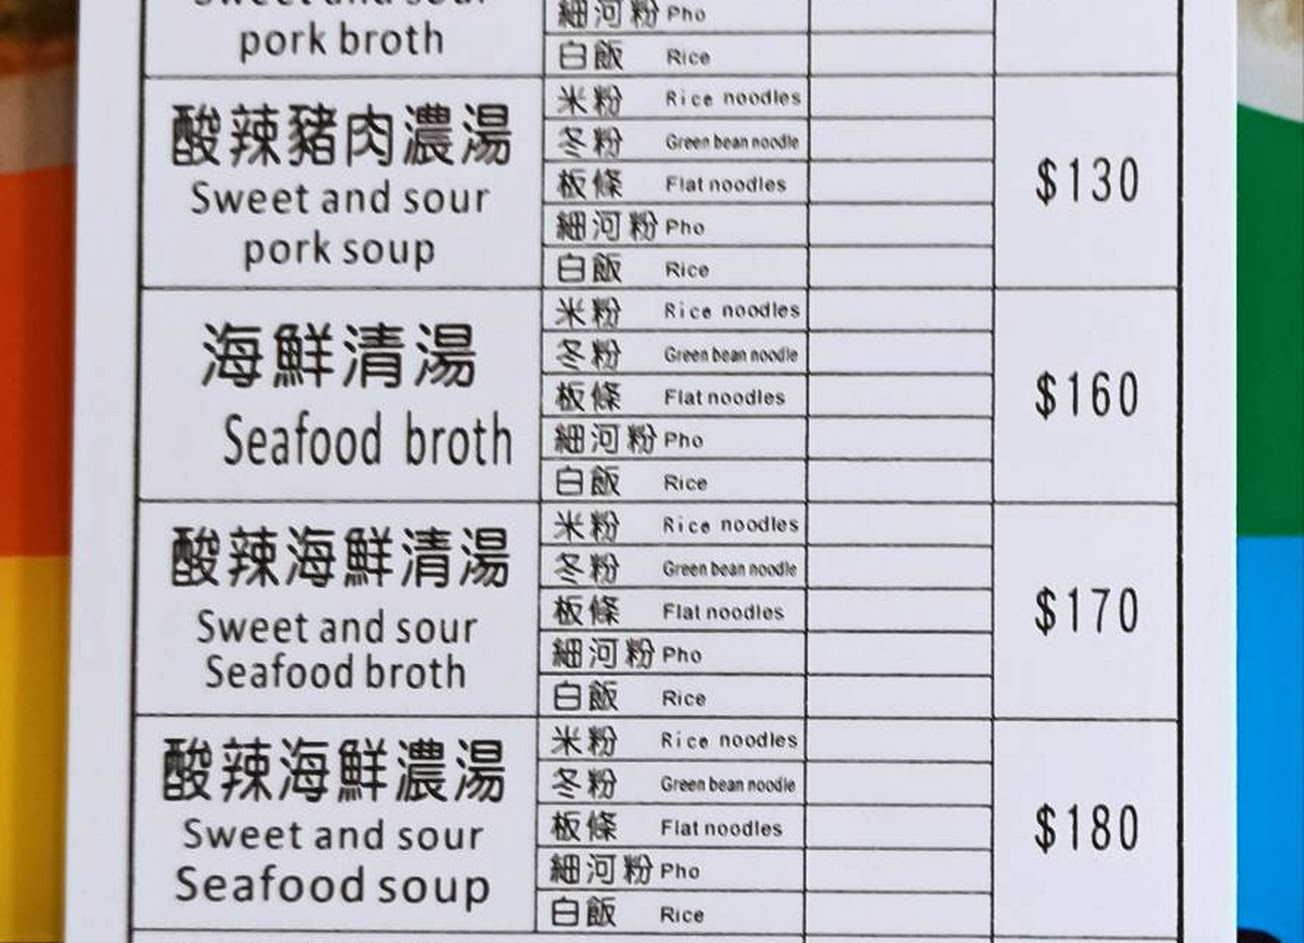 pork broth
細河粉 Pho
白飯 Rice
酸辣豬肉濃湯
Sweet and sour
pork soup
米粉 Rice noodles
冬粉 Green bean noodle
板條 Flat noodles
細河粉 Pho
白飯 Rice
$130
海鮮清湯
Seafood broth
米粉 Rice noodles
冬粉 Green bean noodle
板條 Flat noodles
細河粉 Pho
白飯 Rice
$160
酸辣海鮮清湯
Sweet and sour
Seafood broth
米粉 Rice noodles
冬粉 Green bean noodle
板條 Flat noodles
細河粉 Pho
白飯 Rice
$170
酸辣海鮮濃湯
Sweet and sour
Seafood soup
米粉 Rice noodles
冬粉 Green bean noodle
板條 Flat noodles
細河粉 Pho
白飯 Rice
$180